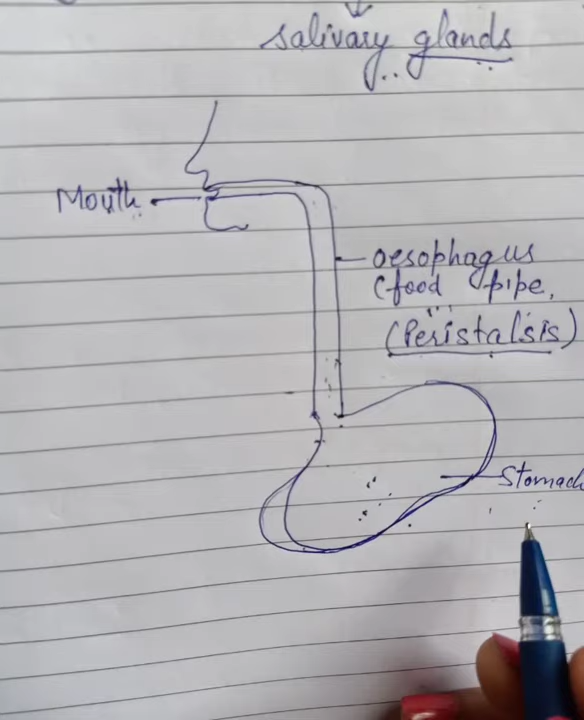 salivary glands
Mouth
oesophagus
(food pipe,
(Peristalsis)
Stomach